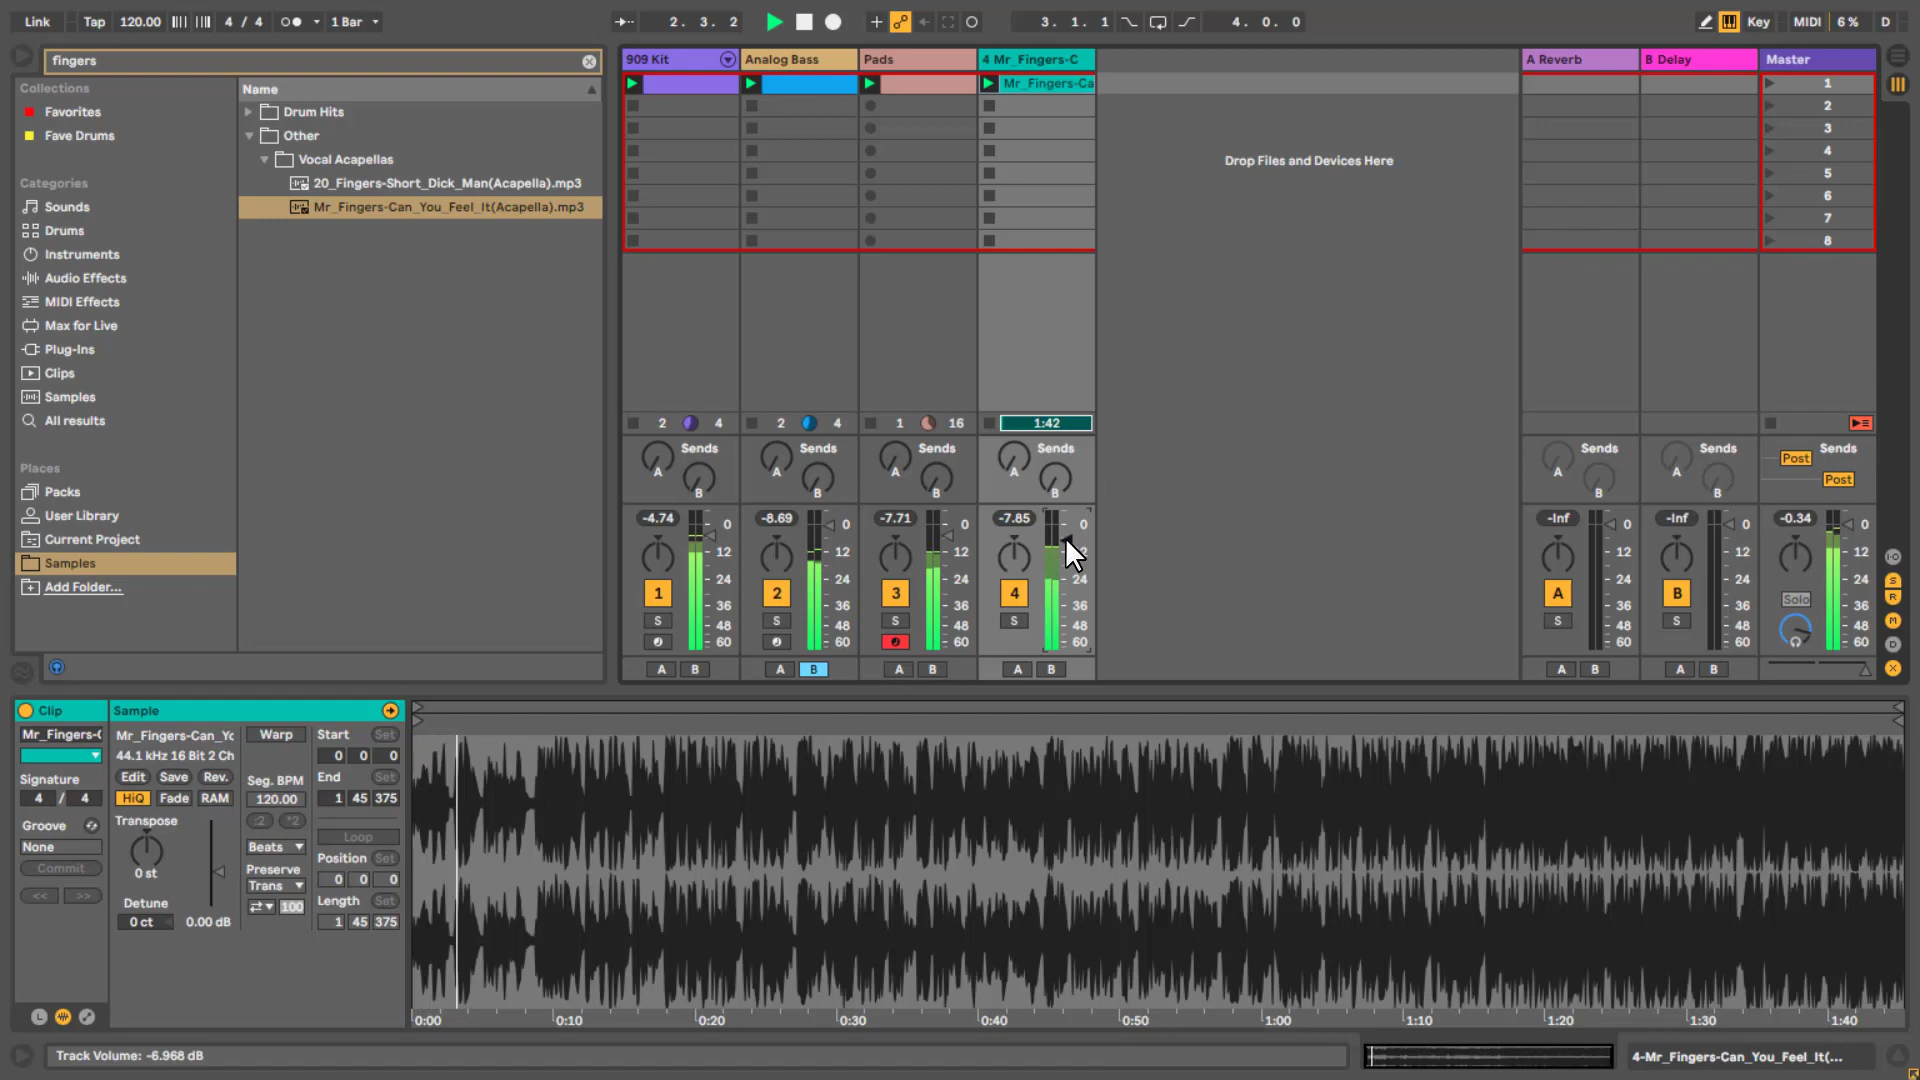 Link Tap 120.00 4 / 4 1 Bar 2. 3. 2 3. 1. 1 4. 0. 0 Key MIDI 6 % D
fingers
Collections
Favorites
Fave Drums
Categories
Sounds
Drums
Instruments
Audio Effects
MIDI Effects
Max for Live
Plug-Ins
Clips
Samples
All results
Places
Packs
User Library
Current Project
Samples
Add Folder...
Name
Drum Hits
Other
Vocal Acapellas
20_Fingers-Short_Dick_Man(Acapella).mp3
Mr_Fingers-Can_You_Feel_It(Acapella).mp3
909 Kit Analog Bass Pads 4 Mr_Fingers-C A Reverb B Delay Master
Mr_Fingers-Ca 1
2
3
4
5
6
7
8
Drop Files and Devices Here
2 4 2 4 1 16 1:42
Sends Sends Sends Sends Sends Sends Sends
A A A A A A Post
B B B B B B Post
-4.74 0 -8.69 0 -7.71 0 -7.85 0 -Inf 0 -Inf 0 -0.34 0
12 12 12 2 12 12 12
24 24 24 24 24 24 24
1 2 3 4 A B Solo
36 36 36 36 36 36 36
S S S S S S
48 48 48 48 48 48 48
60 60 60 60 60 60 60
A B A B A B A B A B A B
S
R
M
D
X
Clip
Mr_Fingers-(
Signature
4 / 4
Groove
None
Commit
<< >>
L
Sample
Mr_Fingers-Can_Yo
44.1 kHz 16 Bit 2 Ch
Edit Save Rev.
HiQ Fade RAM
Transpose
0 st
Detune
0 ct 0.00 dB
Warp
Seg. BPM
120.00
:2 *2
Beats
Preserve
Trans
100
Start Set
0 0 0
End Set
1 45 375
Loop
Position Set
0 0 0
Length Set
1 45 375
0:00 0:10 0:20 0:30 0:40 0:50 1:00 1:10 1:20 1:30 1:40
Track Volume: -6.968 dB
4-Mr_Fingers-Can_You_Feel_It(...